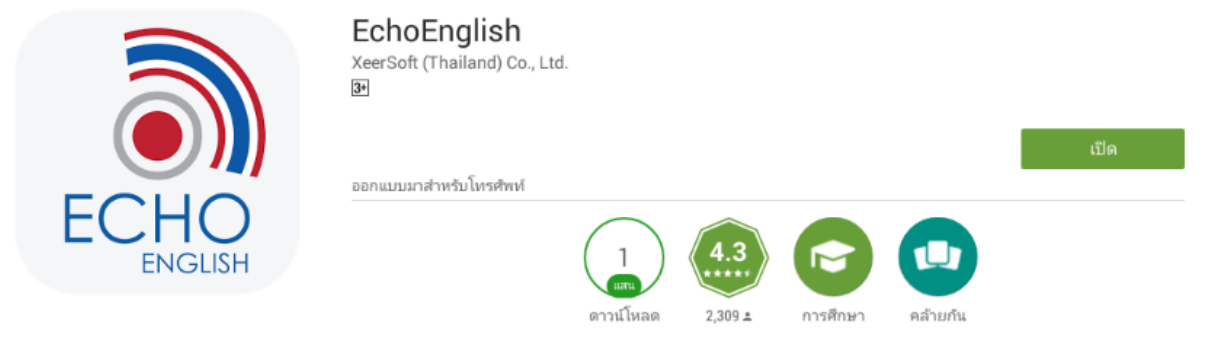 ECHO
ENGLISH
EchoEnglish
XeerSoft (Thailand) Co., Ltd.
3+
เปิด
ออกแบบมาสำหรับโทรศัพท์
1
แสน
ดาวน์โหลด
4.3
2,309
การศึกษา
คล้ายกัน